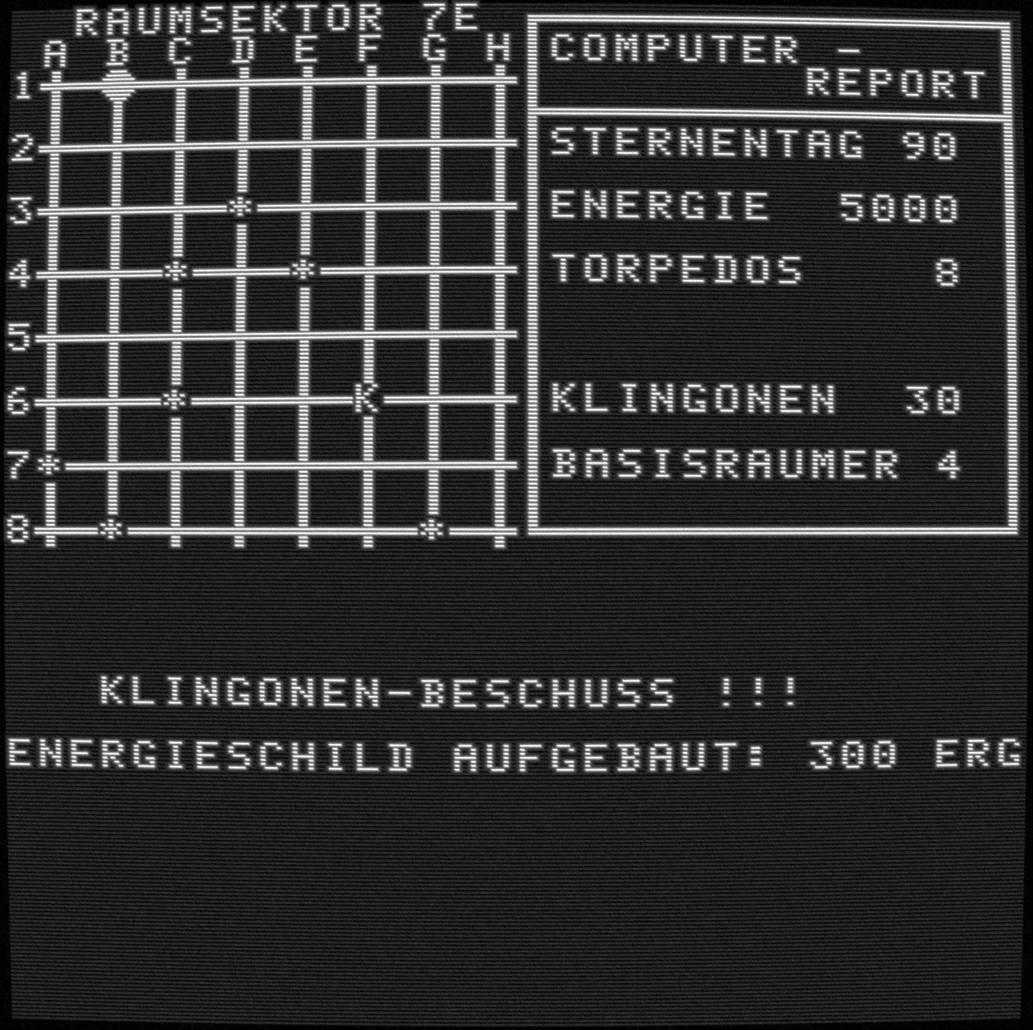 RAUMSEKTOR 7E
A B C D E F G H
1
2
3
4
5
6 K
7
8
COMPUTER -
REPORT
STERNENTAG 90
ENERGIE 5000
TORPEDOS 8
KLINGONEN 30
BASISRAUMER 4
KLINGONEN-BESCHUSS !!!
ENERGIESCHILD AUFGEBAUT: 300 ERG